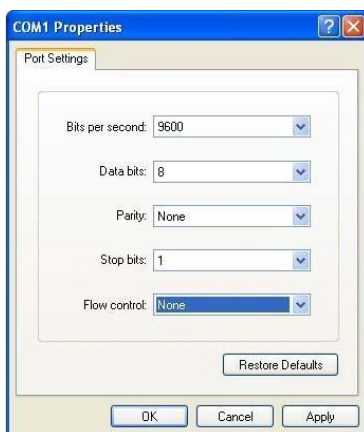 COM1 Properties
Port Settings
Bits per second: 9600
Data bits: 8
Parity: None
Stop bits: 1
Flow control: None
Restore Defaults
OK Cancel Apply